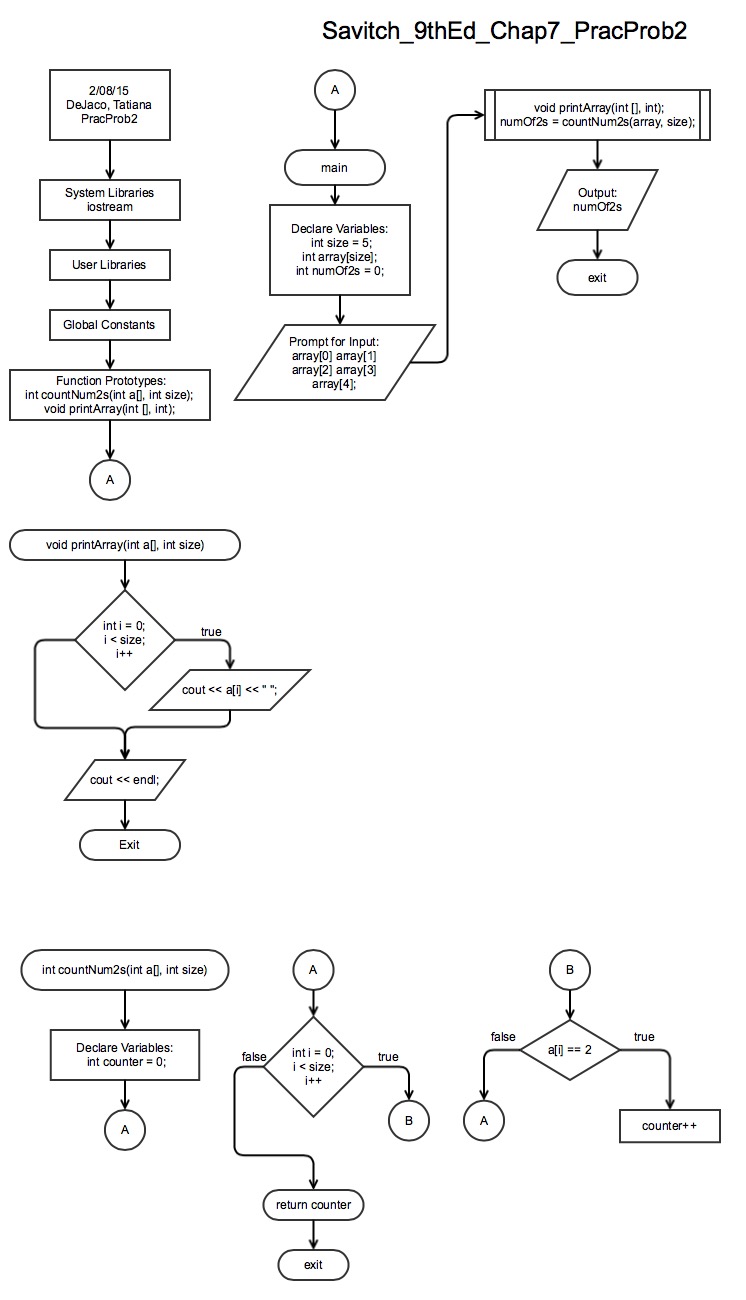 Savitch_9thEd_Chap7_PracProb2
2/08/15
DeJaco, Tatiana
PracProb2
System Libraries
iostream
User Libraries
Global Constants
Function Prototypes:
int countNum2s(int a[], int size);
void printArray(int [], int);
A
A
main
Declare Variables:
int size = 5;
int array[size];
int numOf2s = 0;
Prompt for Input:
array[0] array[1]
array[2] array[3]
array[4];
void printArray(int [], int);
numOf2s = countNum2s(array, size);
Output:
numOf2s
exit
void printArray(int a[], int size)
int i = 0;
i < size;
i++
true
cout << a[i] << " ";
cout << endl;
Exit
int countNum2s(int a[], int size)
Declare Variables:
int counter = 0;
A
A
int i = 0;
i < size;
i++
false
true
B
return counter
exit
B
a[i] == 2
false
true
A
counter++